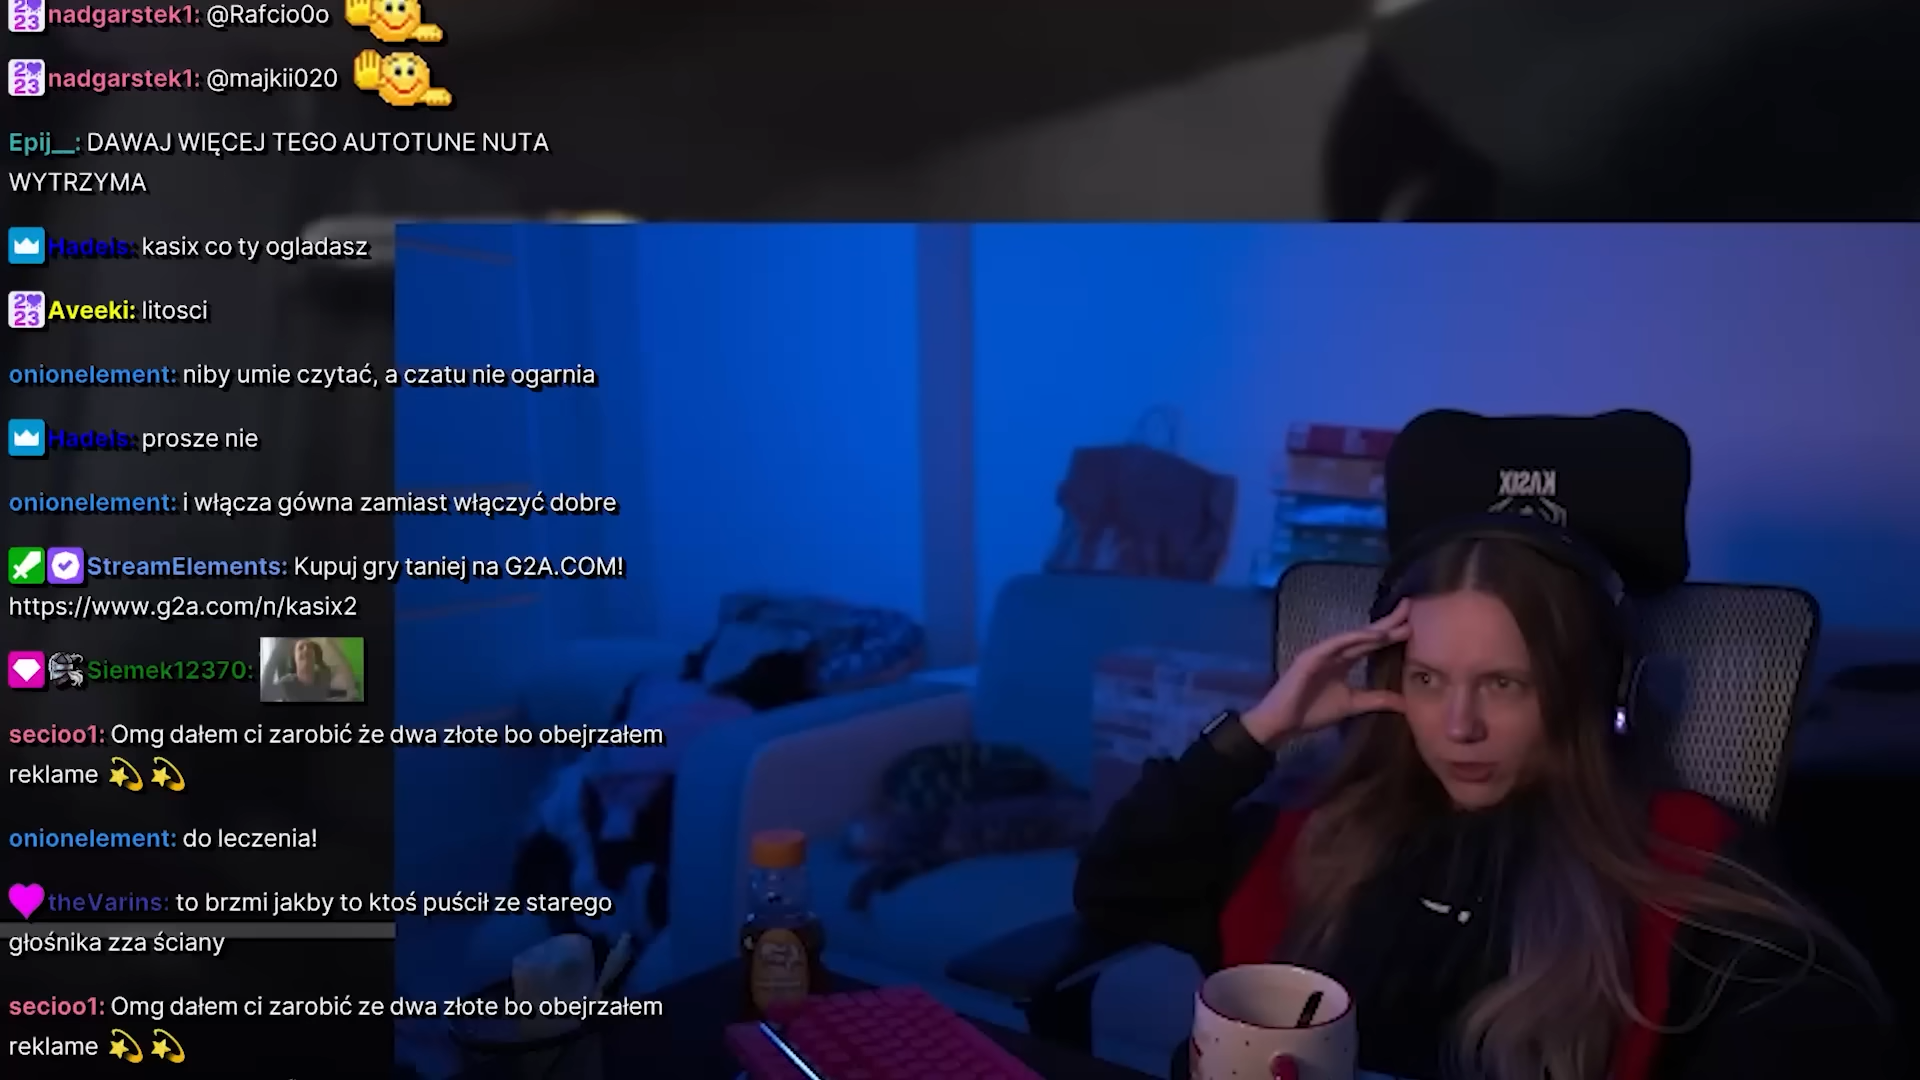 nadgarstek1: @Rafcio0o
nadgarstek1: @majkii020
Epij__: DAWAJ WIĘCEJ TEGO AUTOTUNE NUTA
WYTRZYMA
Hadels: kasix co ty ogladasz
Aveeki: litosci
onionelement: niby umie czytać, a czatu nie ogarnia
Hadels: prosze nie
onionelement: i włącza gówna zamiast włączyć dobre
StreamElements: Kupuj gry taniej na G2A.COM!
https://www.g2a.com/n/kasix2
Siemek12370:
secioo1: Omg dałem ci zarobić że dwa złote bo obejrzałem
reklame
onionelement: do leczenia!
theVarins: to brzmi jakby to ktoś puścił ze starego
głośnika zza ściany
secioo1: Omg dałem ci zarobić ze dwa złote bo obejrzałem
reklame
KASIX